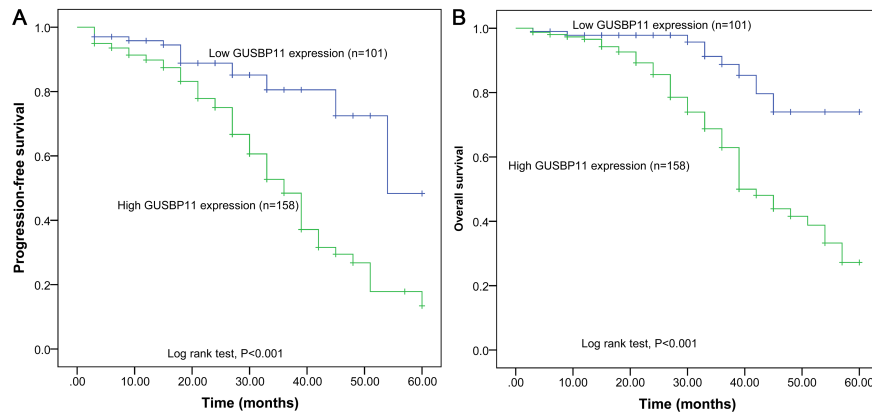 A
Progression-free survival
1.0
0.8
0.6
0.4
0.2
0.0
Low GUSBP11 expression (n=101)
High GUSBP11 expression (n=158)
Log rank test, P<0.001
.00 10.00 20.00 30.00 40.00 50.00 60.00
Time (months)
B
Overall survival
1.0
0.8
0.6
0.4
0.2
0.0
Low GUSBP11 expression (n=101)
High GUSBP11 expression (n=158)
Log rank test, P<0.001
.00 10.00 20.00 30.00 40.00 50.00 60.00
Time (months)